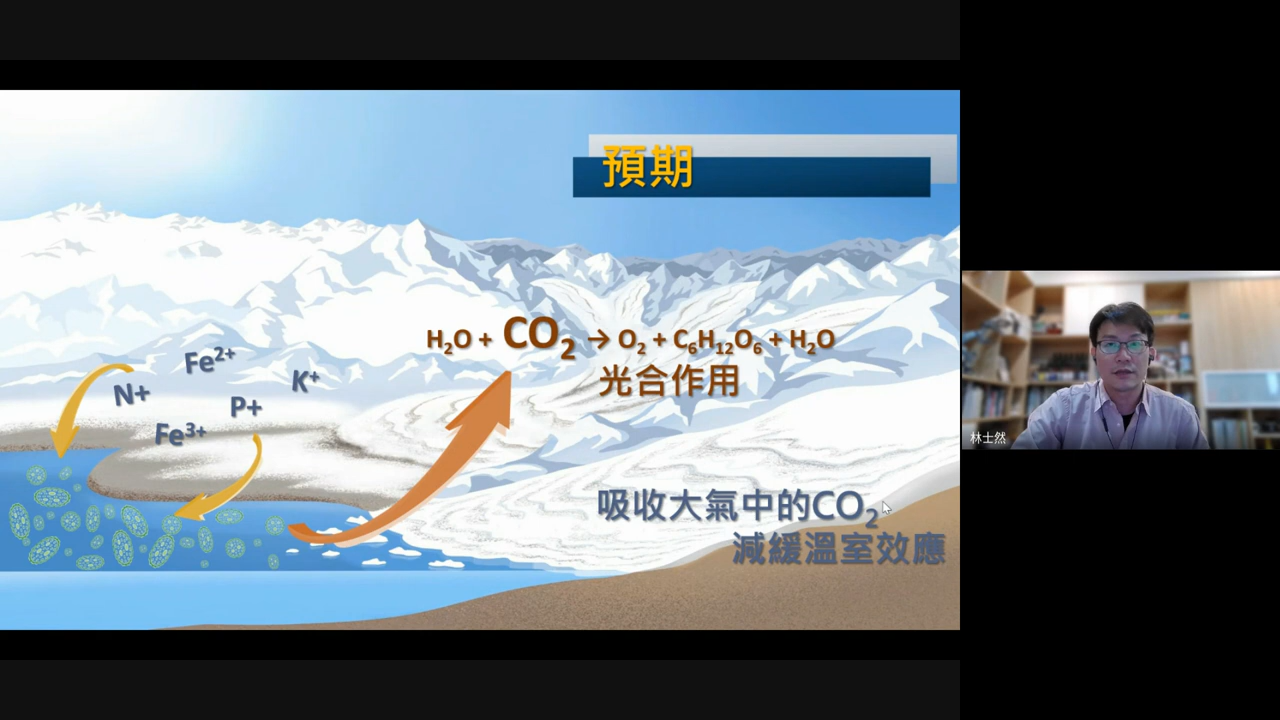 預期
H₂O + CO₂ → O₂ + C₆H₁₂O₆ + H₂O
光合作用
Fe²⁺
K⁺
N+
P+
Fe³⁺
吸收大氣中的CO₂
減緩溫室效應
林士然